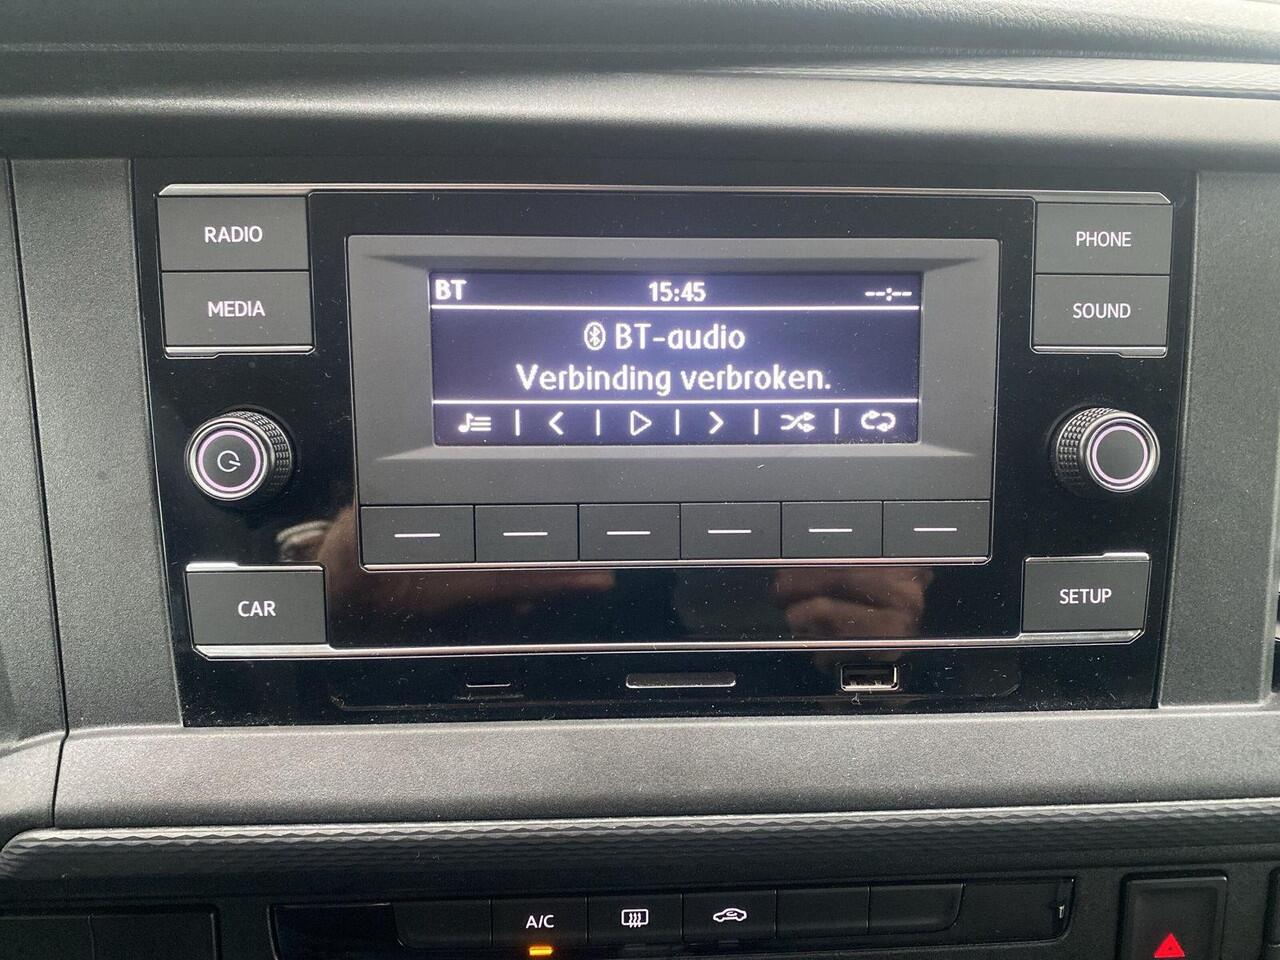 RADIO
MEDIA
PHONE
SOUND
BT 15:45 --:--
BT-audio
Verbinding verbroken.
CAR
SETUP
A/C